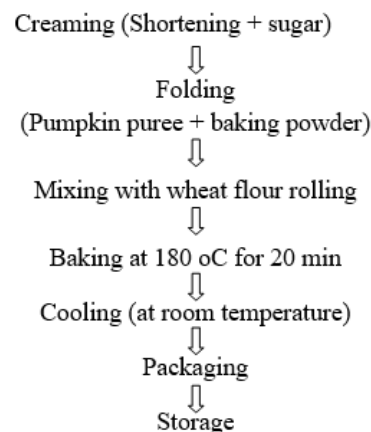 Creaming (Shortening + sugar)
Folding
(Pumpkin puree + baking powder)
Mixing with wheat flour rolling
Baking at 180 oC for 20 min
Cooling (at room temperature)
Packaging
Storage